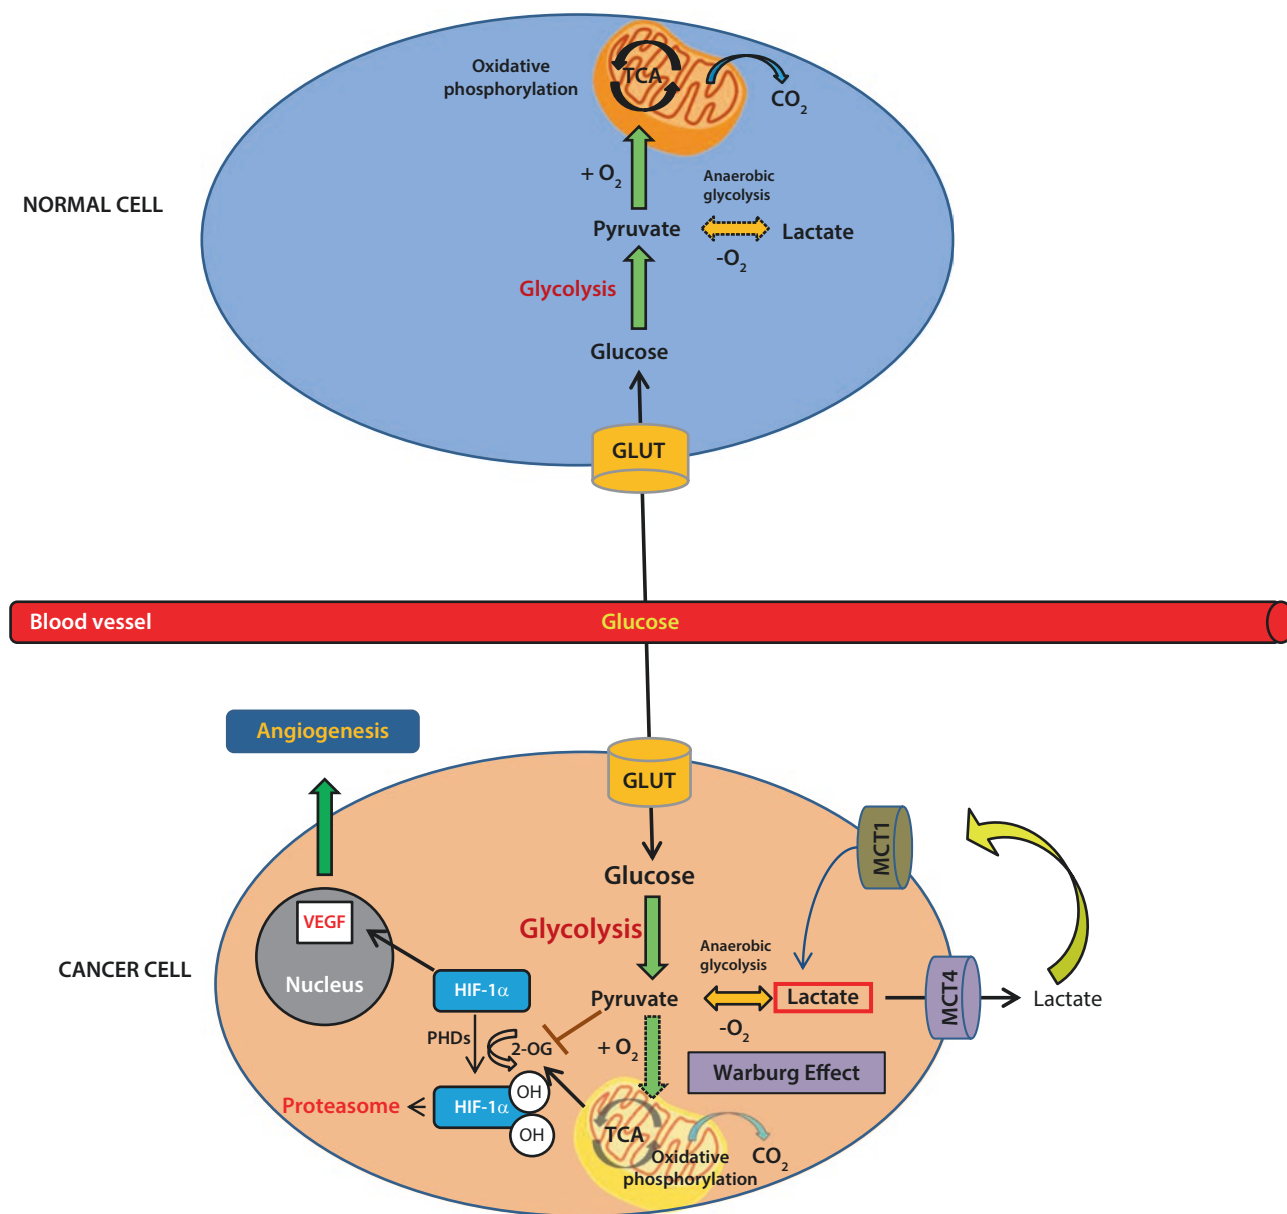 Oxidative
phosphorylation
TCA
CO₂
+ O₂
Anaerobic
glycolysis
NORMAL CELL
Pyruvate
Lactate
-O₂
Glycolysis
Glucose
GLUT
Blood vessel
Glucose
Angiogenesis
GLUT
MCT1
Glucose
VEGF
Glycolysis
Anaerobic
glycolysis
CANCER CELL
Nucleus
HIF-1α
Pyruvate
Lactate
MCT4
Lactate
-O₂
PHDs
2-OG
+ O₂
Warburg Effect
OH
Proteasome
HIF-1α
OH
TCA
Oxidative
phosphorylation
CO₂